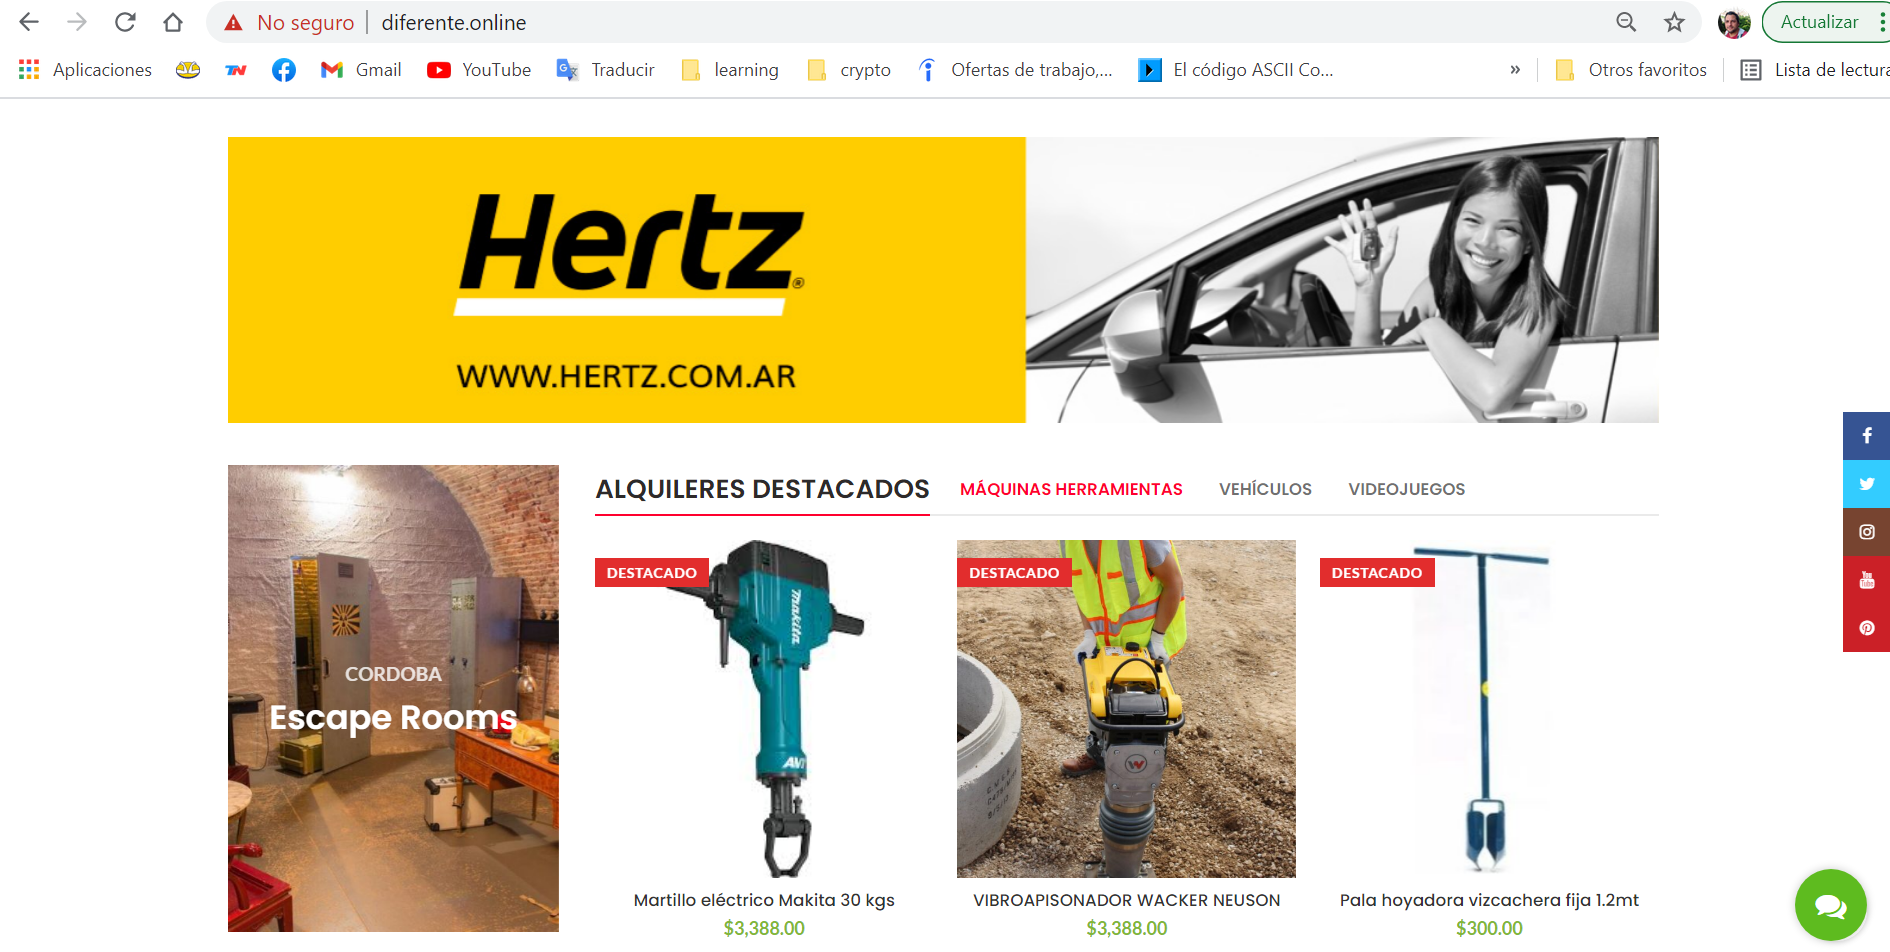 No seguro
diferente.online
Actualizar
Aplicaciones
TN
Gmail
YouTube
Traducir
learning
crypto
Ofertas de trabajo,...
El código ASCII Co...
»
Otros favoritos
Lista de lectura
Hertz®
WWW.HERTZ.COM.AR
CORDOBA
Escape Rooms
ALQUILERES DESTACADOS
MÁQUINAS HERRAMIENTAS
VEHÍCULOS
VIDEOJUEGOS
DESTACADO
makita
AVT
Martillo eléctrico Makita 30 kgs
$3,388.00
DESTACADO
VIBROAPISONADOR WACKER NEUSON
$3,388.00
DESTACADO
Pala hoyadora vizcachera fija 1.2mt
$300.00
You
Tube